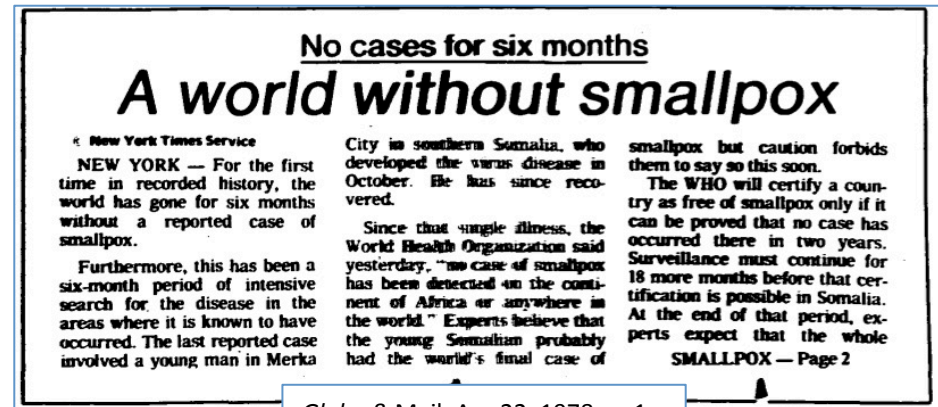 No cases for six months
A world without smallpox
New York Times Service
NEW YORK — For the first
time in recorded history, the
world has gone for six months
without a reported case of
smallpox.
Furthermore, this has been a
six-month period of intensive
search for the disease in the
areas where it is known to have
occurred. The last reported case
involved a young man in Merka
City in southern Somalia, who
developed the virus disease in
October. He has since reco-
vered.
Since that single illness, the
World Health Organization said
yesterday, "no case of smallpox
has been detected on the conti-
nent of Africa or anywhere in
the world." Experts believe that
the young Somalian probably
had the world's final case of
smallpox but caution forbids
them to say so this soon.
The WHO will certify a coun-
try as free of smallpox only if it
can be proved that no case has
occurred there in two years.
Surveillance must continue for
18 more months before that cer-
tification is possible in Somalia.
At the end of that period, ex-
perts expect that the whole
SMALLPOX — Page 2
Globe & Mail